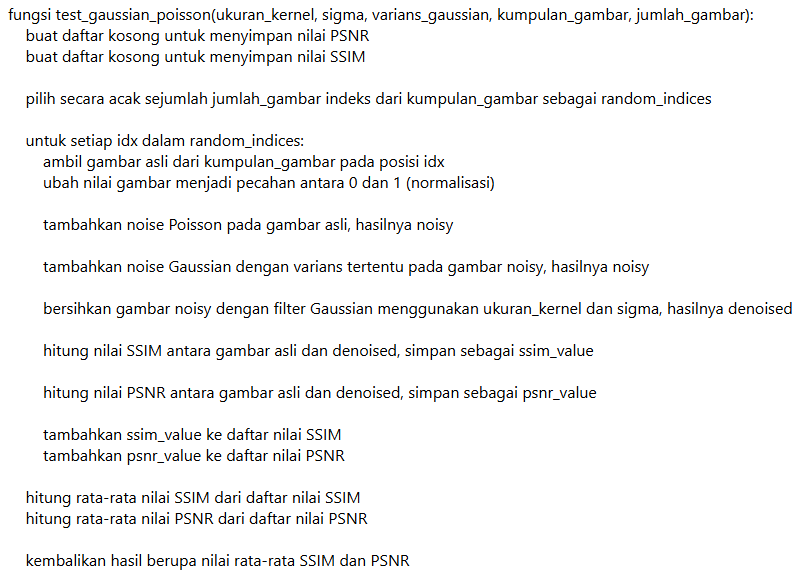 fungsi test_gaussian_poisson(ukuran_kernel, sigma, varians_gaussian, kumpulan_gambar, jumlah_gambar):
buat daftar kosong untuk menyimpan nilai PSNR
buat daftar kosong untuk menyimpan nilai SSIM
pilih secara acak sejumlah jumlah_gambar indeks dari kumpulan_gambar sebagai random_indices
untuk setiap idx dalam random_indices:
ambil gambar asli dari kumpulan_gambar pada posisi idx
ubah nilai gambar menjadi pecahan antara 0 dan 1 (normalisasi)
tambahkan noise Poisson pada gambar asli, hasilnya noisy
tambahkan noise Gaussian dengan varians tertentu pada gambar noisy, hasilnya noisy
bersihkan gambar noisy dengan filter Gaussian menggunakan ukuran_kernel dan sigma, hasilnya denoised
hitung nilai SSIM antara gambar asli dan denoised, simpan sebagai ssim_value
hitung nilai PSNR antara gambar asli dan denoised, simpan sebagai psnr_value
tambahkan ssim_value ke daftar nilai SSIM
tambahkan psnr_value ke daftar nilai PSNR
hitung rata-rata nilai SSIM dari daftar nilai SSIM
hitung rata-rata nilai PSNR dari daftar nilai PSNR
kembalikan hasil berupa nilai rata-rata SSIM dan PSNR